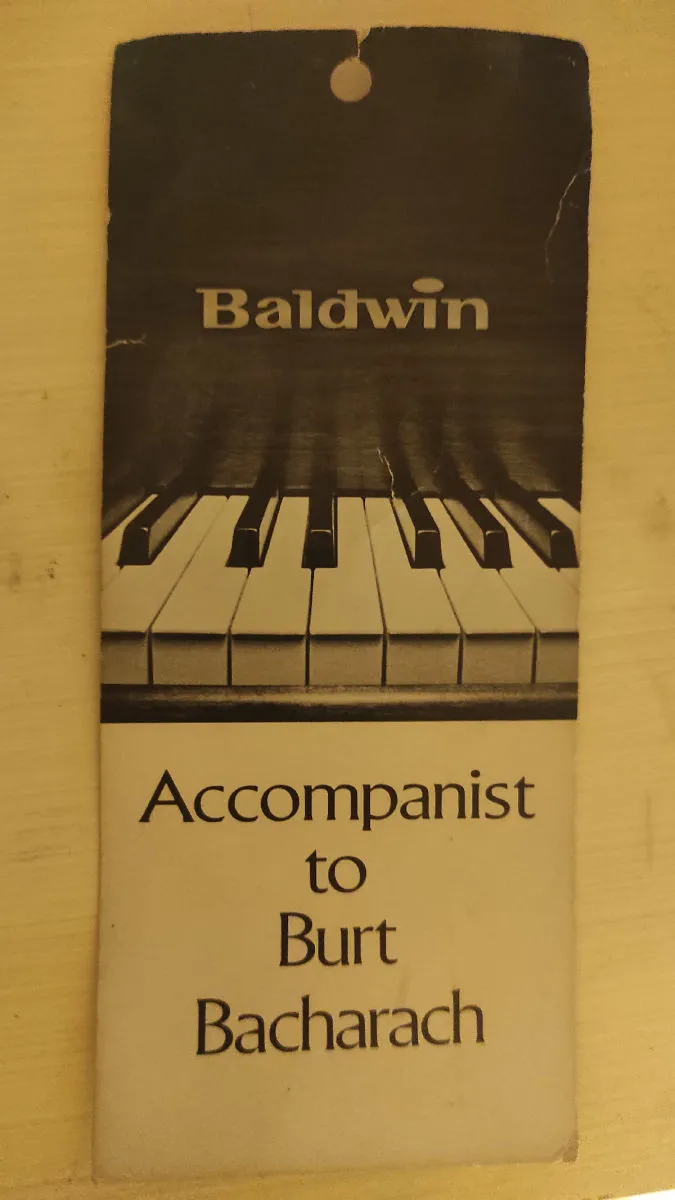 Baldwin
Accompanist
to
Burt
Bacharach